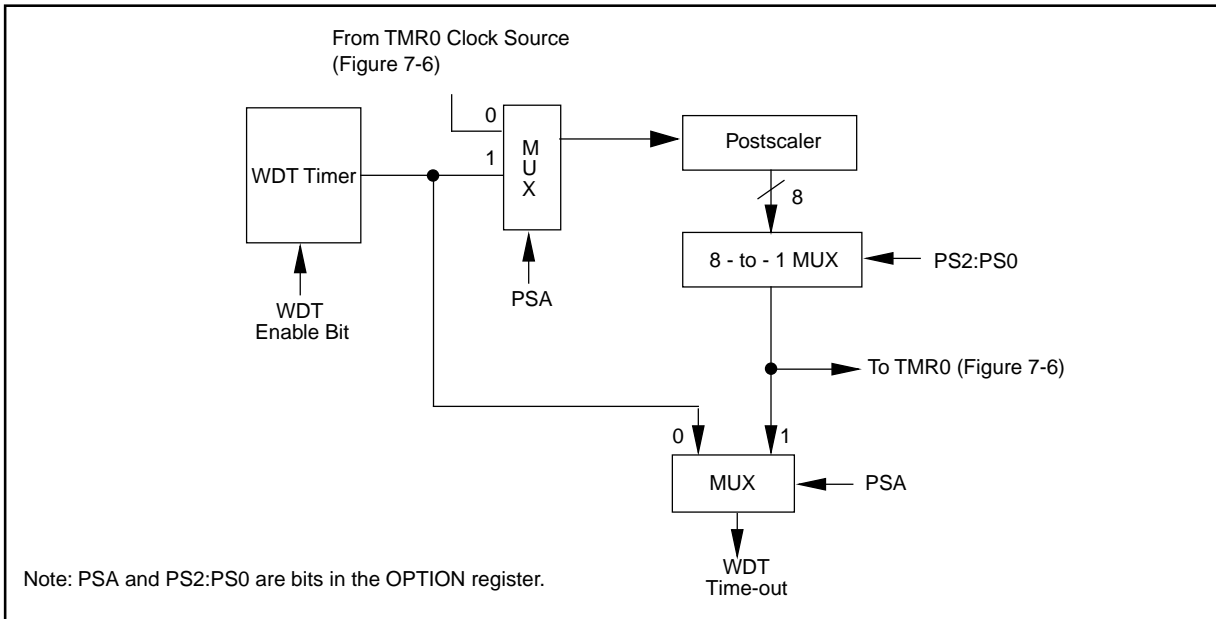 From TMR0 Clock Source
(Figure 7-6)
0
1
M
U
X
WDT Timer
Postscaler
8
8 - to - 1 MUX
PS2:PS0
PSA
WDT
Enable Bit
To TMR0 (Figure 7-6)
0
1
MUX
PSA
WDT
Time-out
Note: PSA and PS2:PS0 are bits in the OPTION register.